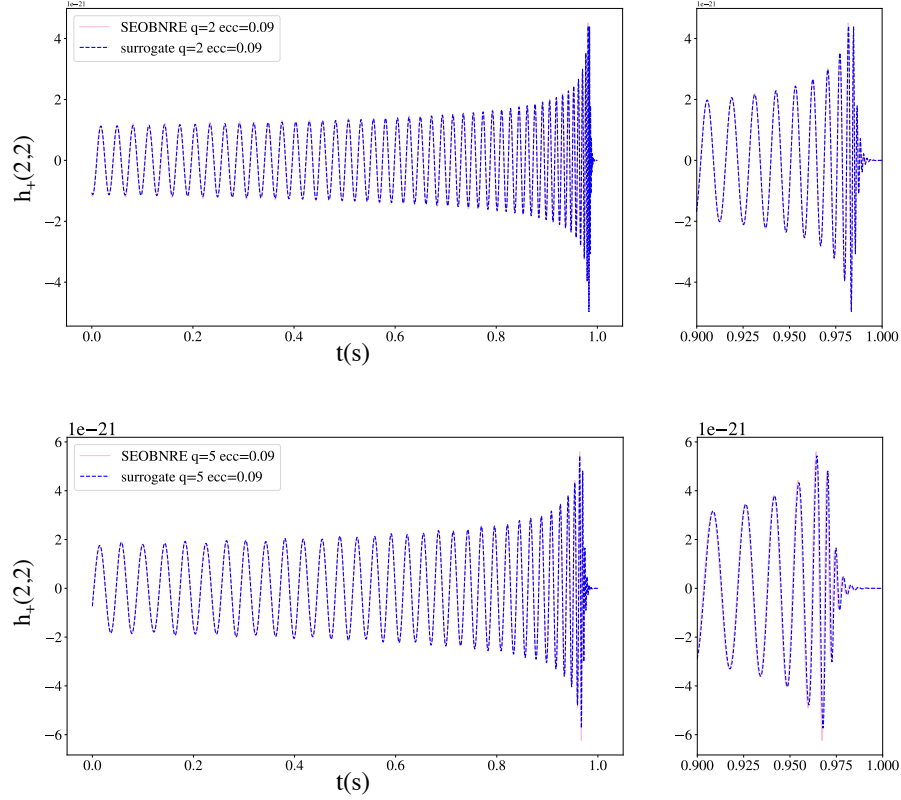 1e−21
1e−21
SEOBNRE q=2 ecc=0.09
surrogate q=2 ecc=0.09
h+(2,2)
4
2
0
−2
−4
0.0 0.2 0.4 0.6 0.8 1.0
t(s)
4
2
0
−2
−4
0.900 0.925 0.950 0.975 1.000
1e−21
1e−21
SEOBNRE q=5 ecc=0.09
surrogate q=5 ecc=0.09
h+(2,2)
6
4
2
0
−2
−4
−6
0.0 0.2 0.4 0.6 0.8 1.0
t(s)
6
4
2
0
−2
−4
−6
0.900 0.925 0.950 0.975 1.000